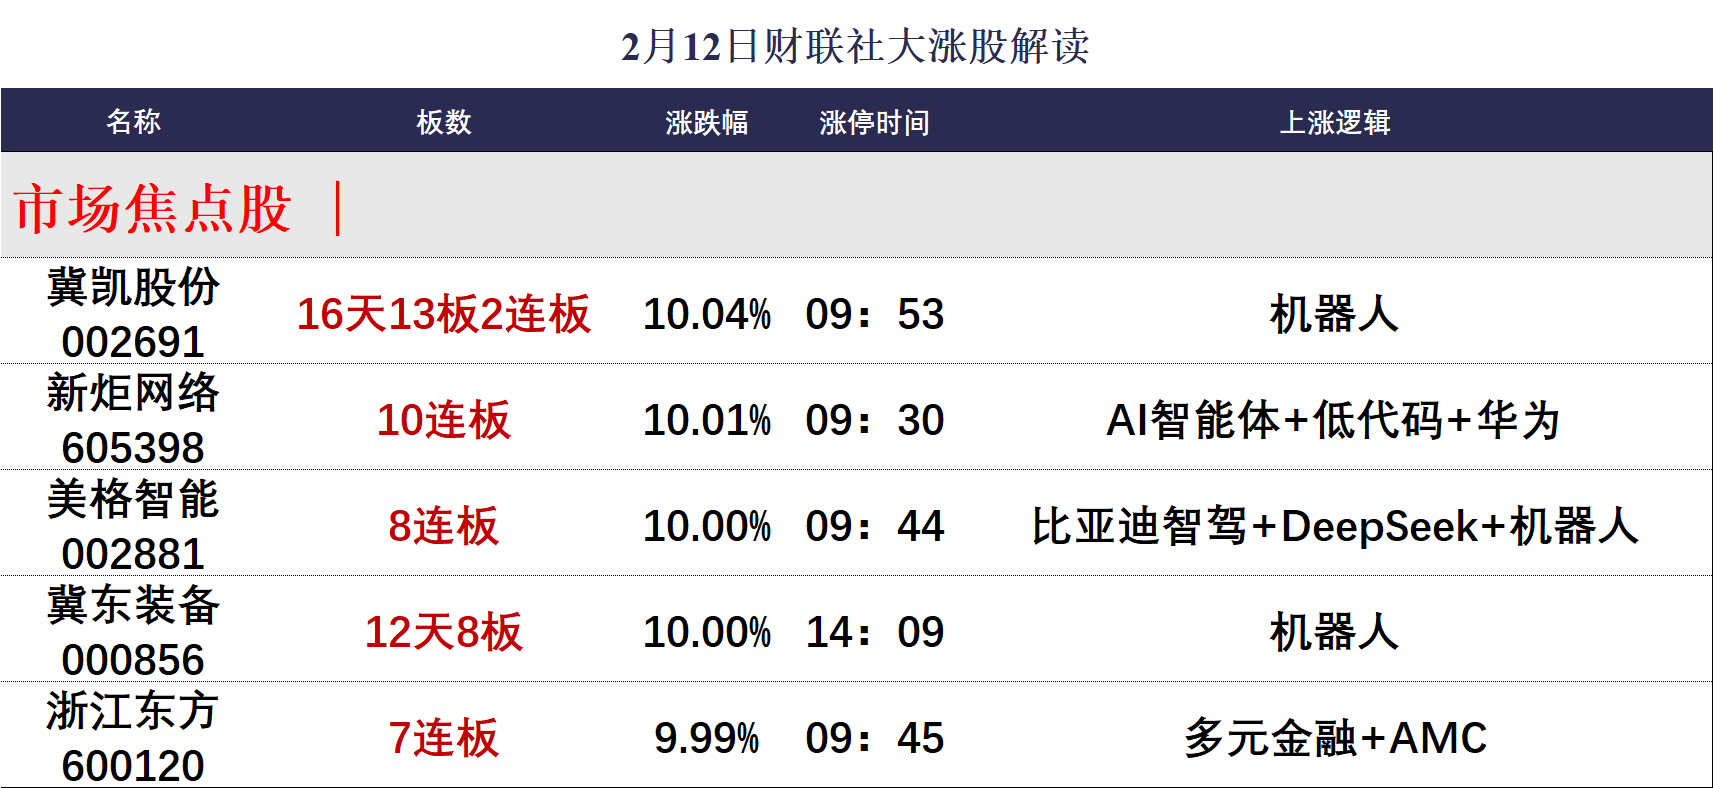 2月12日财联社大涨股解读
名称 板数 涨跌幅 涨停时间 上涨逻辑
市场焦点股 ｜
冀凯股份
002691 16天13板2连板 10.04% 09：53 机器人
新炬网络
605398 10连板 10.01% 09：30 AI智能体+低代码+华为
美格智能
002881 8连板 10.00% 09：44 比亚迪智驾+DeepSeek+机器人
冀东装备
000856 12天8板 10.00% 14：09 机器人
浙江东方
600120 7连板 9.99% 09：45 多元金融+AMC